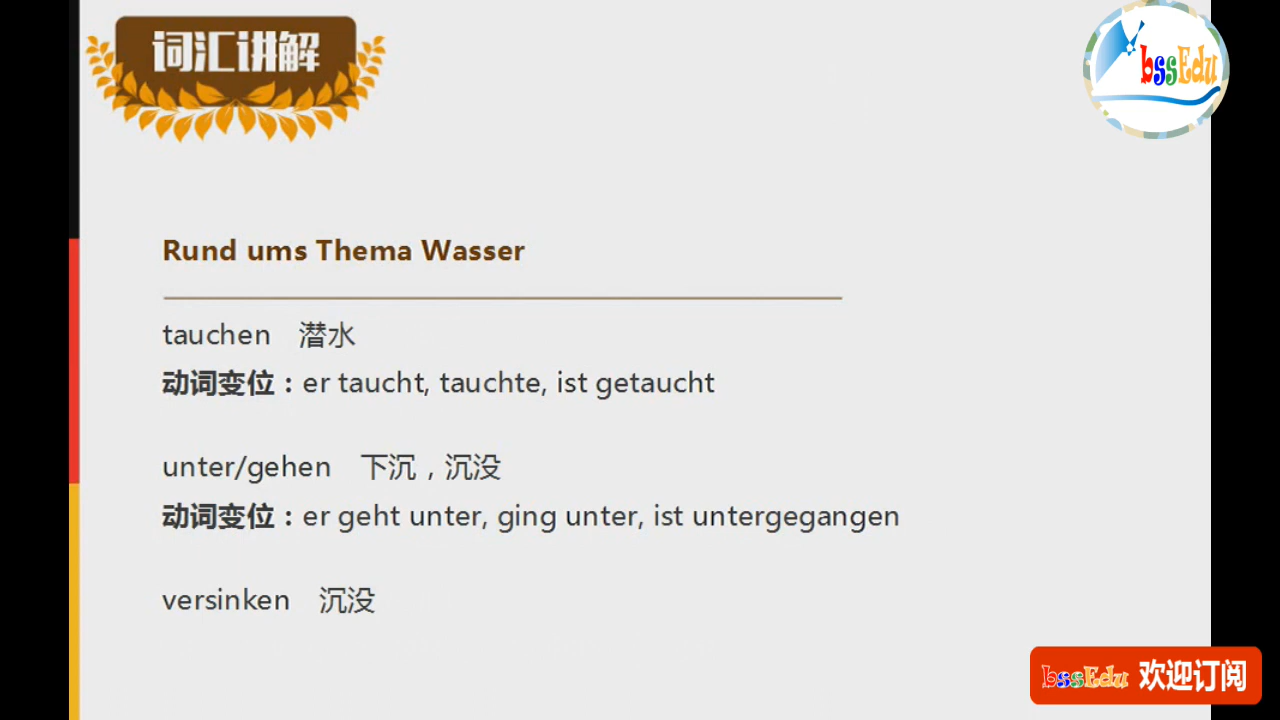 词汇讲解
bssEdu
Rund ums Thema Wasser
tauchen 潜水
动词变位：er taucht, tauchte, ist getaucht
unter/gehen 下沉，沉没
动词变位：er geht unter, ging unter, ist untergegangen
versinken 沉没
bssEdu 欢迎订阅